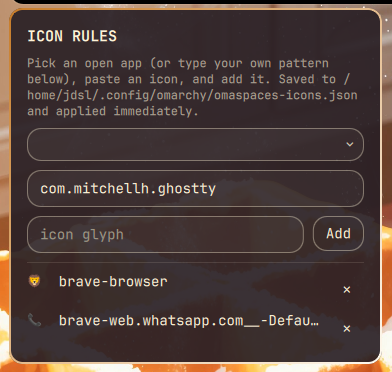 ICON RULES
Pick an open app (or type your own pattern
below), paste an icon, and add it. Saved to /
home/jdsl/.config/omarchy/omaspaces-icons.json
and applied immediately.
com.mitchellh.ghostty
icon glyph
Add
🦁 brave-browser ×
📞 brave-web.whatsapp.com__-Defau… ×